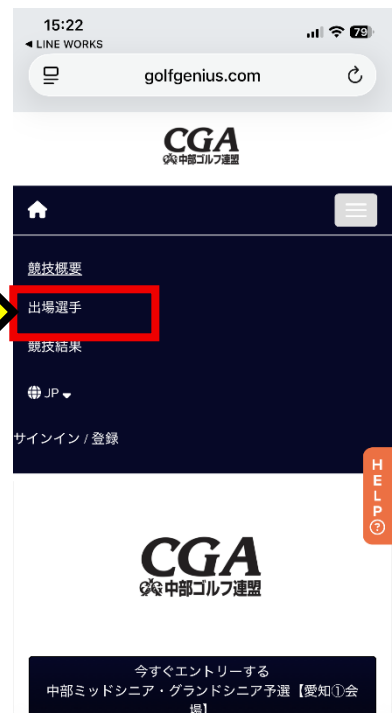 15:22
79
◀ LINE WORKS
golfgenius.com
CGA
中部ゴルフ連盟
競技概要
出場選手
競技結果
JP
サインイン / 登録
HELP?
CGA
中部ゴルフ連盟
今すぐエントリーする
中部ミッドシニア・グランドシニア予選【愛知①会
場】